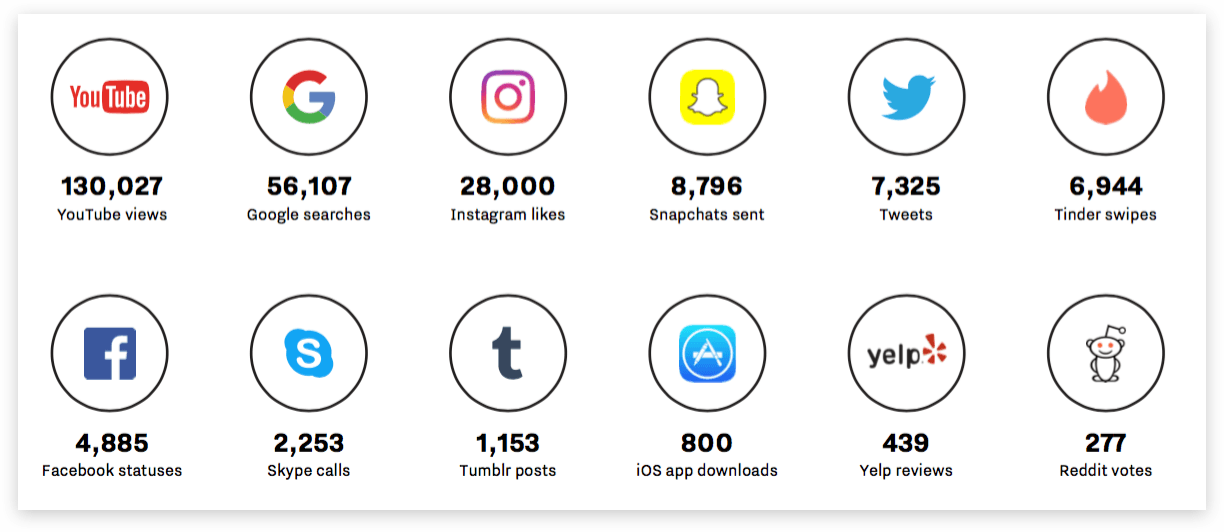 YouTube
G
130,027
56,107
28,000
8,796
7,325
6,944
YouTube views
Google searches
Instagram likes
Snapchats sent
Tweets
Tinder swipes
f
S
t
yelp
4,885
2,253
1,153
800
439
277
Facebook statuses
Skype calls
Tumblr posts
iOS app downloads
Yelp reviews
Reddit votes